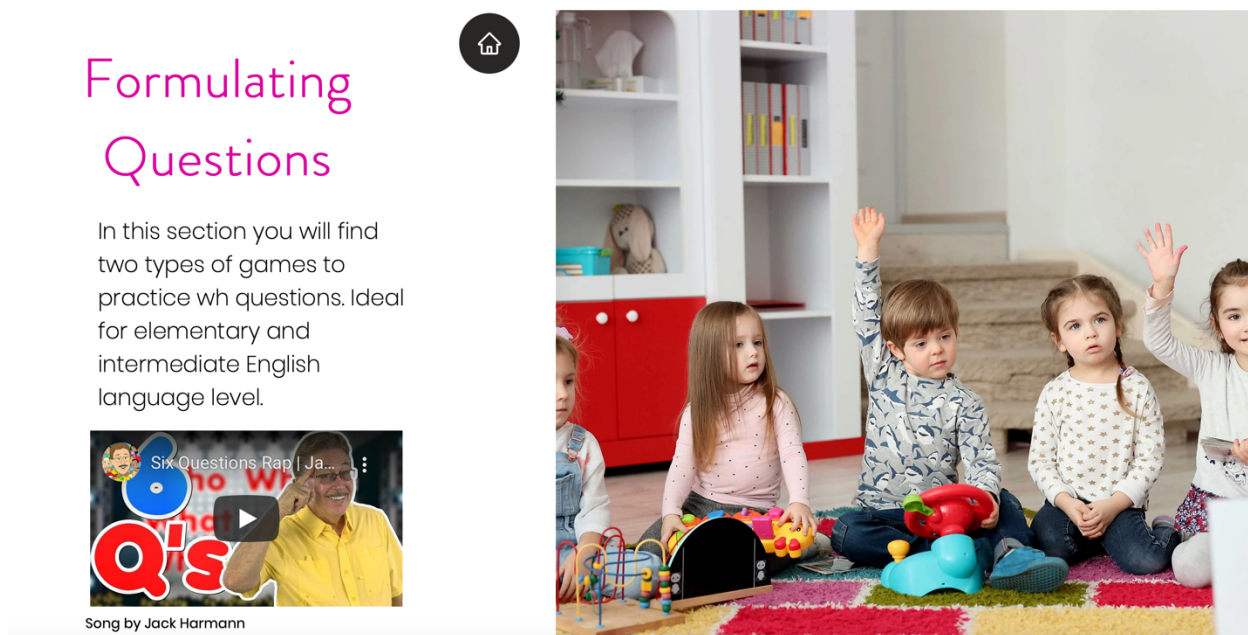 Formulating
Questions
In this section you will find
two types of games to
practice wh questions. Ideal
for elementary and
intermediate English
language level.
Six Questions Rap | Ja...
6
Q's
Song by Jack Harmann